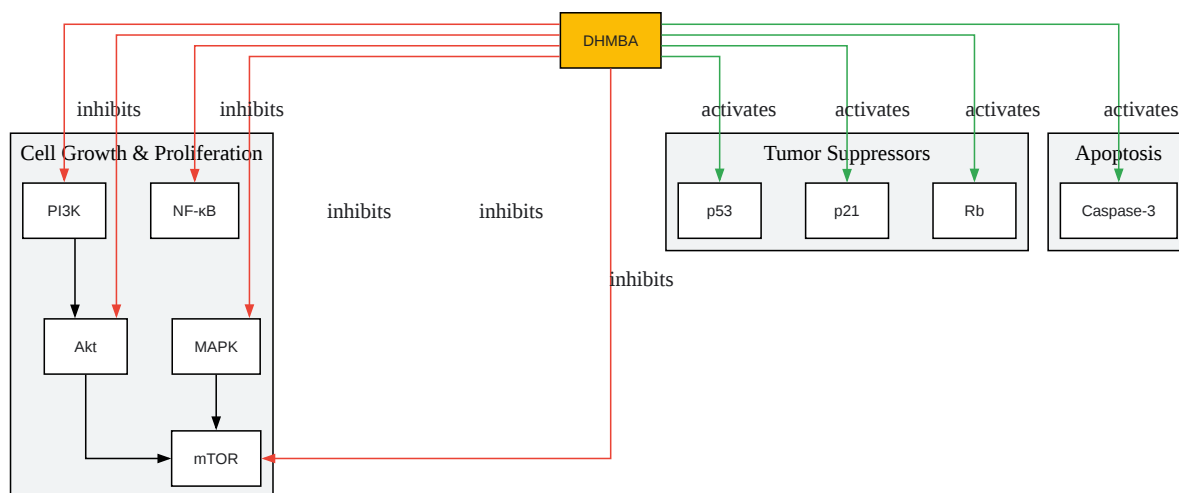 DHMBA
inhibits
inhibits
activates
activates
activates
activates
Cell Growth & Proliferation
Tumor Suppressors
Apoptosis
PI3K
NF-κB
inhibits
inhibits
p53
p21
Rb
Caspase-3
inhibits
Akt
MAPK
mTOR